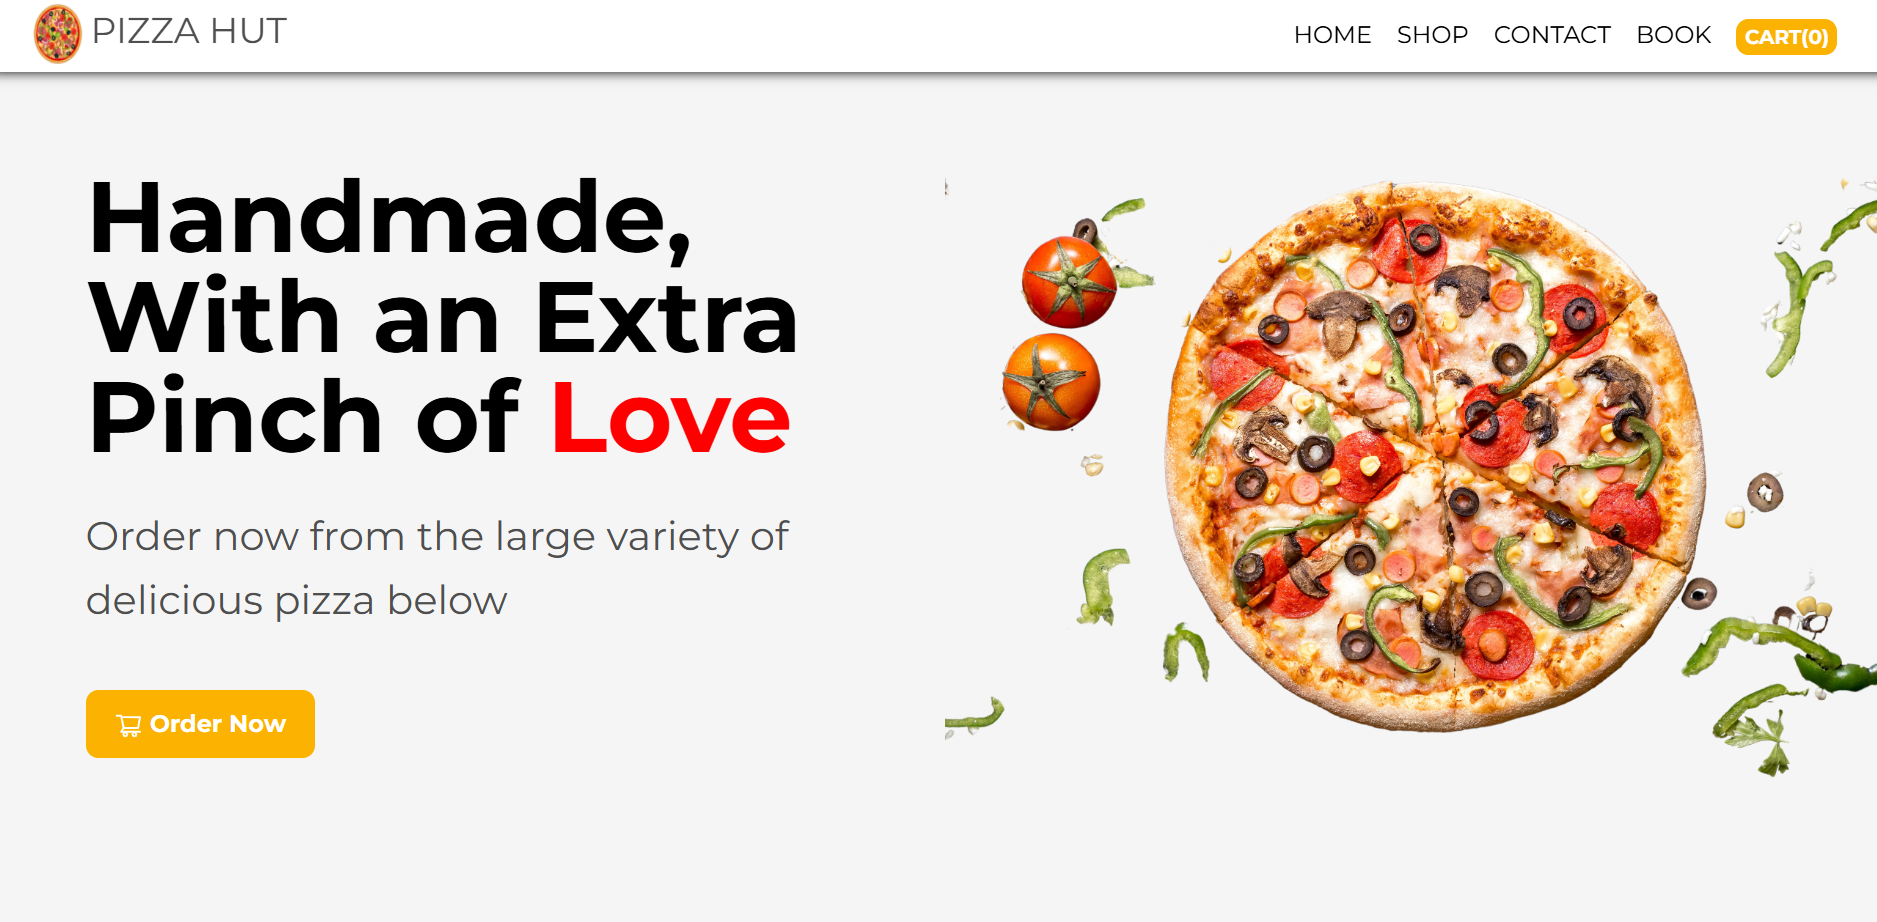 PIZZA HUT
HOME SHOP CONTACT BOOK CART(0)
Handmade,
With an Extra
Pinch of Love
Order now from the large variety of
delicious pizza below
Order Now